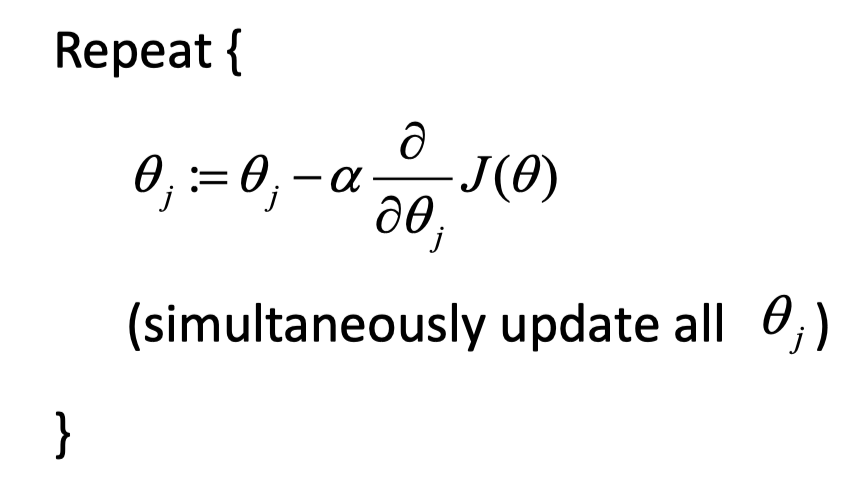 Repeat {
θ_j := θ_j − α ∂/∂θ_j J(θ)
(simultaneously update all θ_j)
}